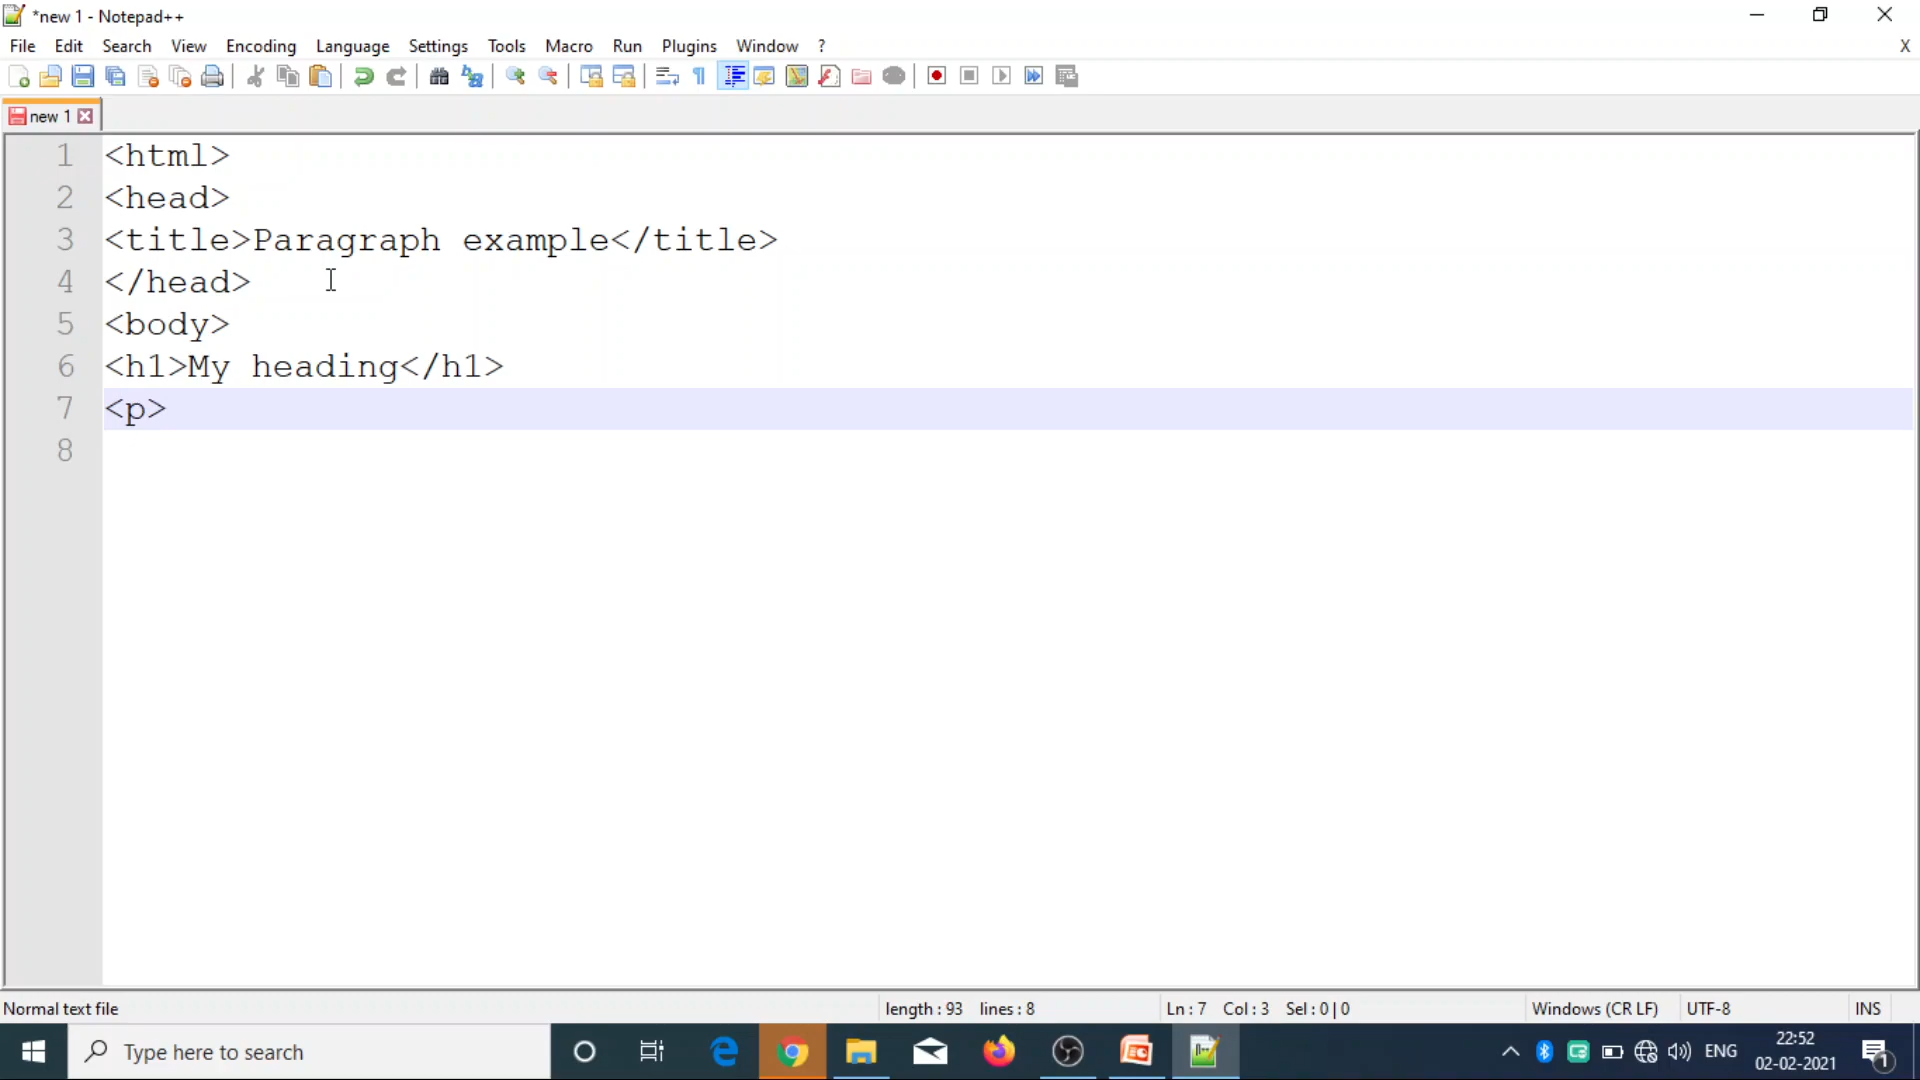 *new 1 - Notepad++
File Edit Search View Encoding Language Settings Tools Macro Run Plugins Window ? X
new 1
1 <html>
2 <head>
3 <title>Paragraph example</title>
4 </head>
5 <body>
6 <h1>My heading</h1>
7 <p>
8
Normal text file length : 93 lines : 8 Ln : 7 Col : 3 Sel : 0 | 0 Windows (CR LF) UTF-8 INS
Type here to search ENG 22:52
02-02-2021 1